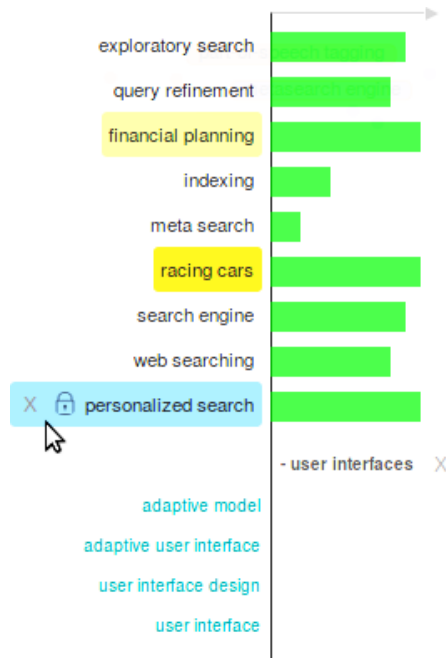 exploratory search
query refinement
financial planning
indexing
meta search
racing cars
search engine
web searching
X personalized search
- user interfaces X
adaptive model
adaptive user interface
user interface design
user interface